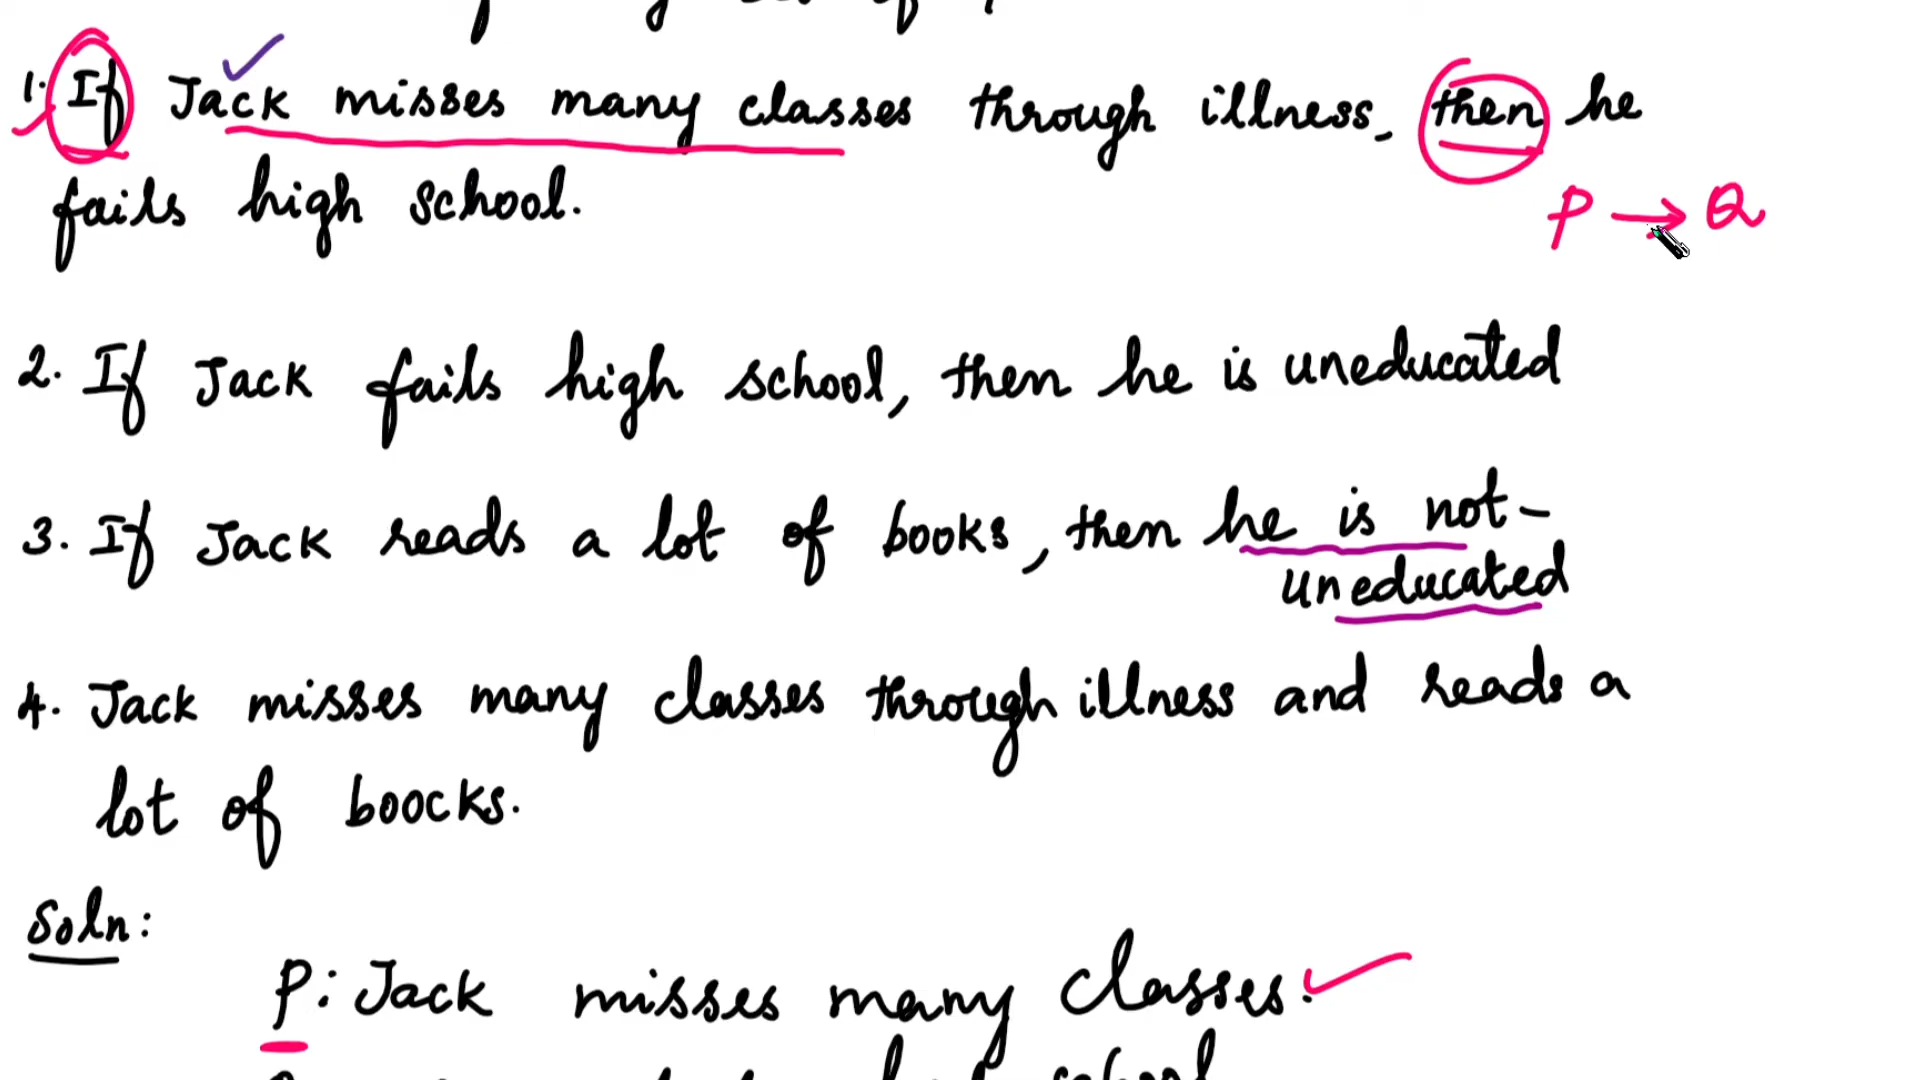 1. If Jack misses many classes through illness, then he
fails high school.
P → Q
2. If Jack fails high school, then he is uneducated
3. If Jack reads a lot of books, then he is not-
uneducated
4. Jack misses many classes through illness and reads a
lot of boocks.
Soln:
P: Jack misses many classes.
school